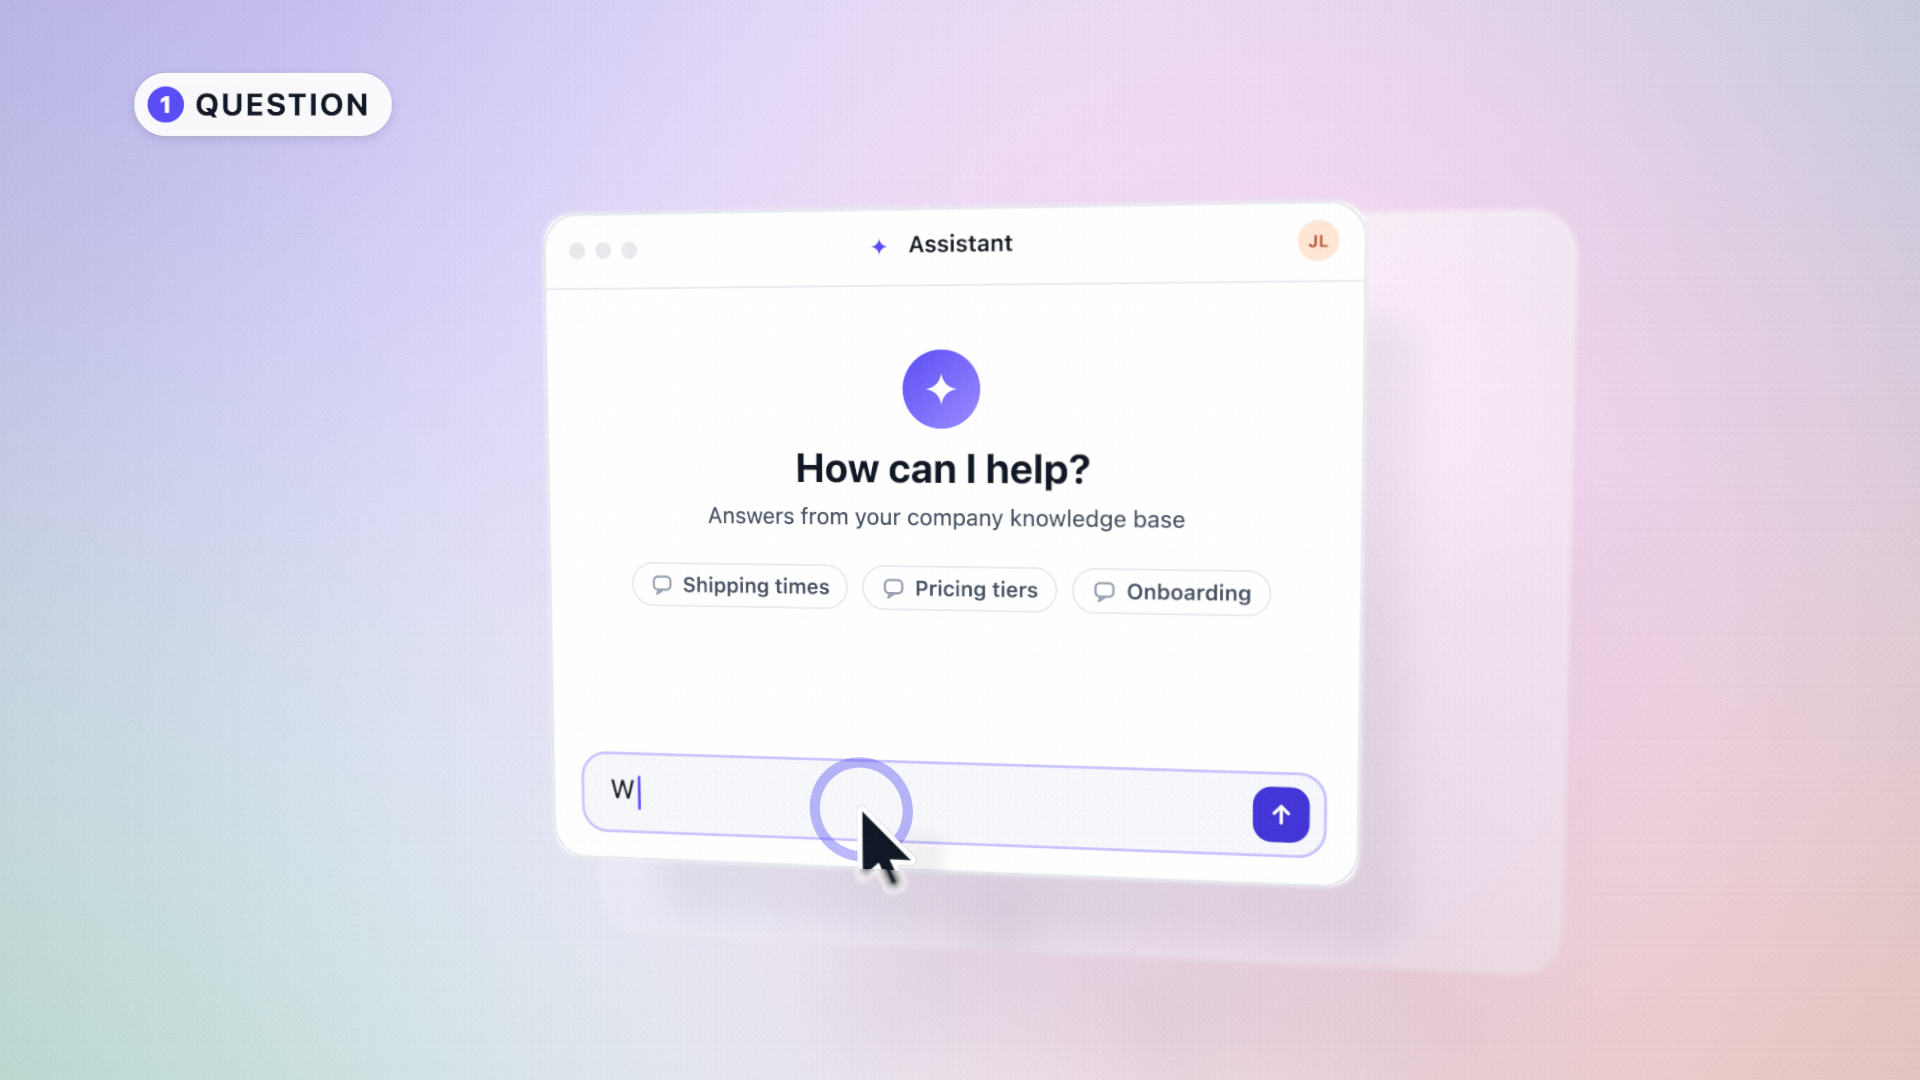 1 QUESTION
Assistant
JL
How can I help?
Answers from your company knowledge base
Shipping times
Pricing tiers
Onboarding
W